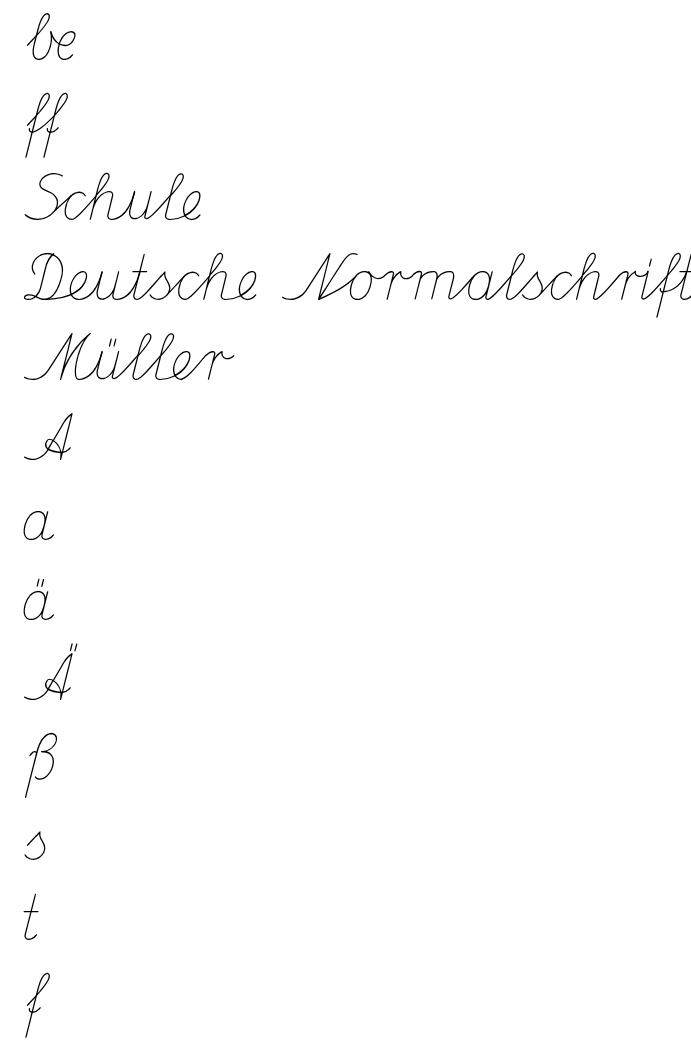 be
ff
Schule
Deutsche Normalschrift
Müller
A
a
ä
Ä
ß
s
t
f